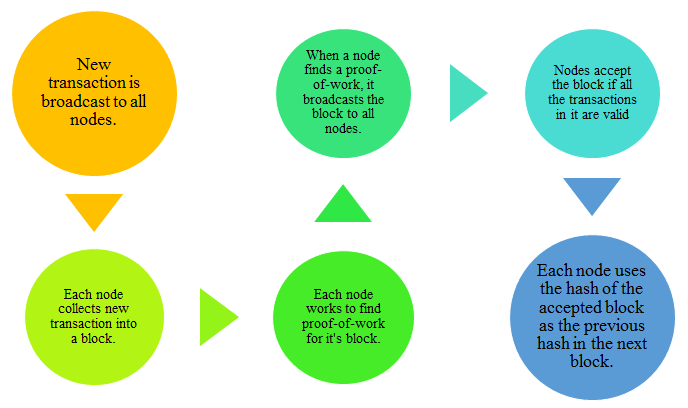 New
transaction is
broadcast to all
nodes.
Each node
collects new
transaction into
a block.
Each node
works to find
proof-of-work
for it's block.
When a node
finds a proof-
of-work, it
broadcasts the
block to all
nodes.
Nodes accept
the block if all
the transactions
in it are valid
Each node uses
the hash of the
accepted block
as the previous
hash in the next
block.